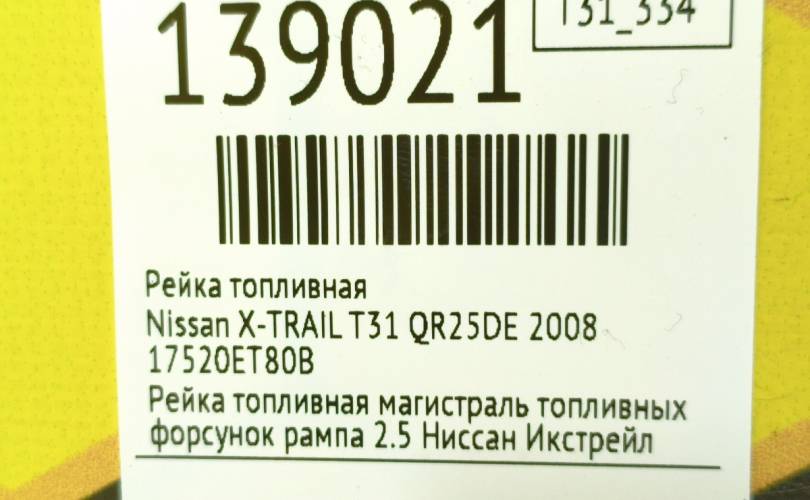 139021
T31_334
Рейка топливная
Nissan X-TRAIL T31 QR25DE 2008
17520ET80B
Рейка топливная магистраль топливных
форсунок рампа 2.5 Ниссан Икстрейл